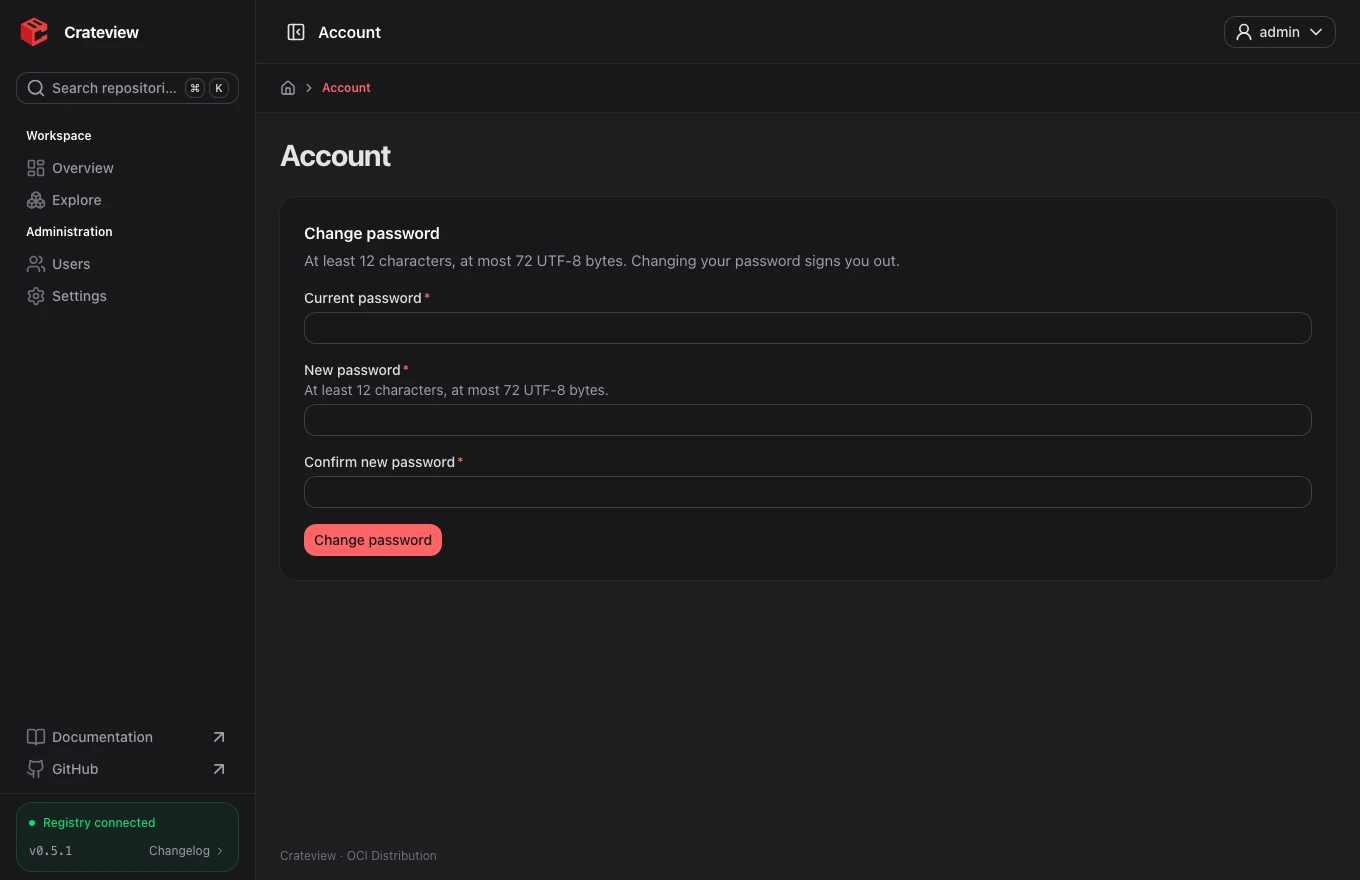 Crateview
Account
admin
Search repositori... ⌘ K
Account
Workspace
Overview
Explore
Administration
Users
Settings
Account
Change password
At least 12 characters, at most 72 UTF-8 bytes. Changing your password signs you out.
Current password*
New password*
At least 12 characters, at most 72 UTF-8 bytes.
Confirm new password*
Change password
Documentation
GitHub
Registry connected
v0.5.1 Changelog
Crateview · OCI Distribution